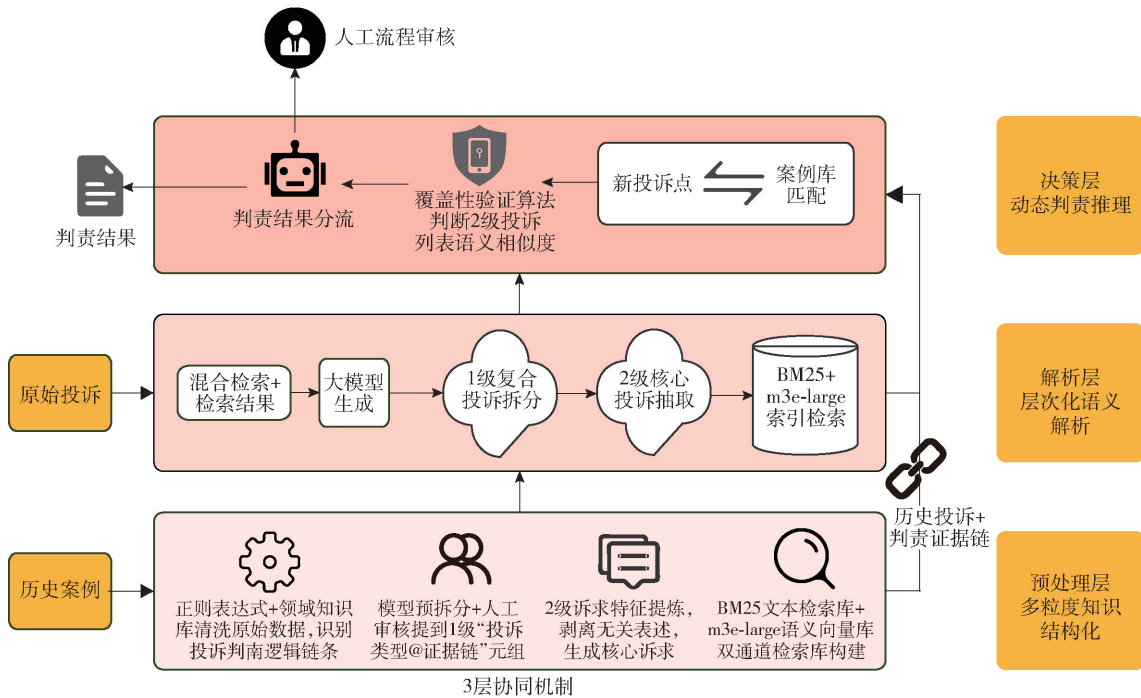 人工流程审核
判责结果
判责结果分流
覆盖性验证算法
判断2级投诉
列表语义相似度
新投诉点
案例库
匹配
决策层
动态判责推理
原始投诉
混合检索+
检索结果
大模型
生成
1级复合
投诉拆分
2级核心
投诉抽取
BM25+
m3e-large
索引检索
解析层
层次化语义
解析
历史投诉+
判责证据链
历史案例
正则表达式+领域知识
库清洗原始数据,识别
投诉判南逻辑链条
模型预拆分+人工
审核提到1级“投诉
类型@证据链”元组
2级诉求特征提炼,
剥离无关表述,
生成核心诉求
BM25文本检索库+
m3e-large语义向量库
双通道检索库构建
预处理层
多粒度知识
结构化
3层协同机制